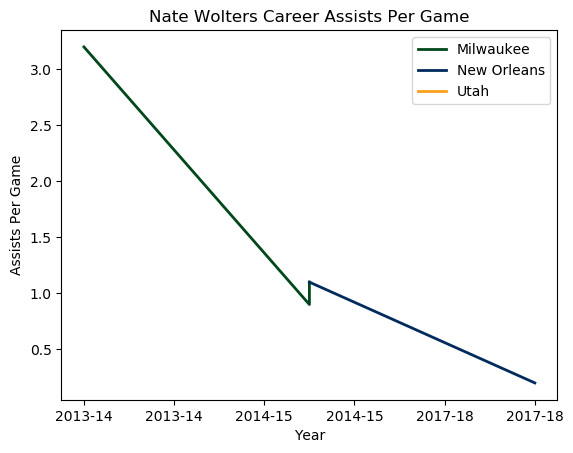 Nate Wolters Career Assists Per Game
Milwaukee
New Orleans
Utah
3.0
2.5
2.0
1.5
1.0
0.5
Assists Per Game
2013-14 2013-14 2014-15 2014-15 2017-18 2017-18
Year